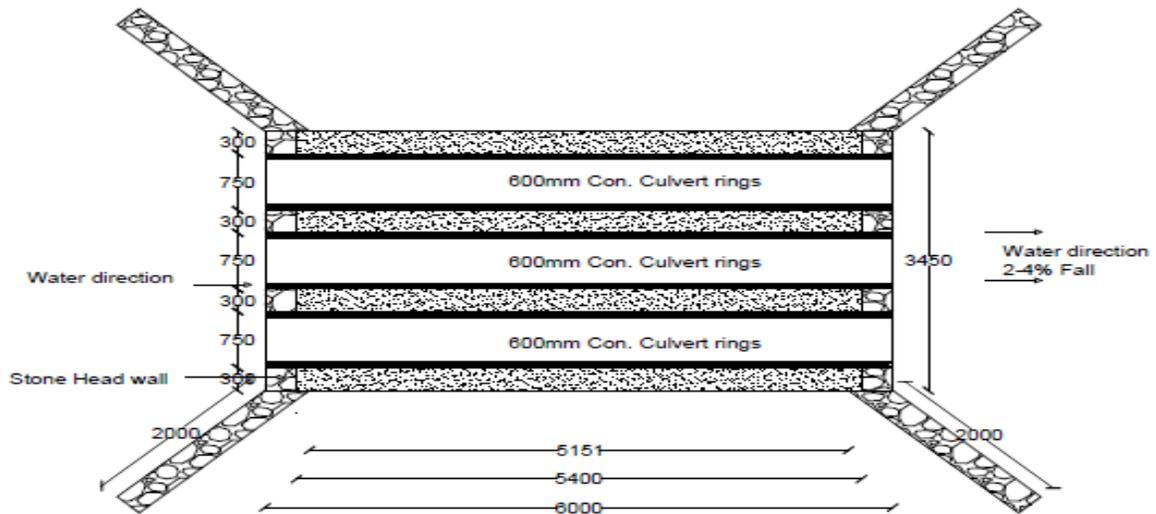 300
750
600mm Con. Culvert rings
300
750
600mm Con. Culvert rings
3450
Water direction
2-4% Fall
Water direction
300
750
600mm Con. Culvert rings
Stone Head wall
300
2000
2000
5151
5400
6000